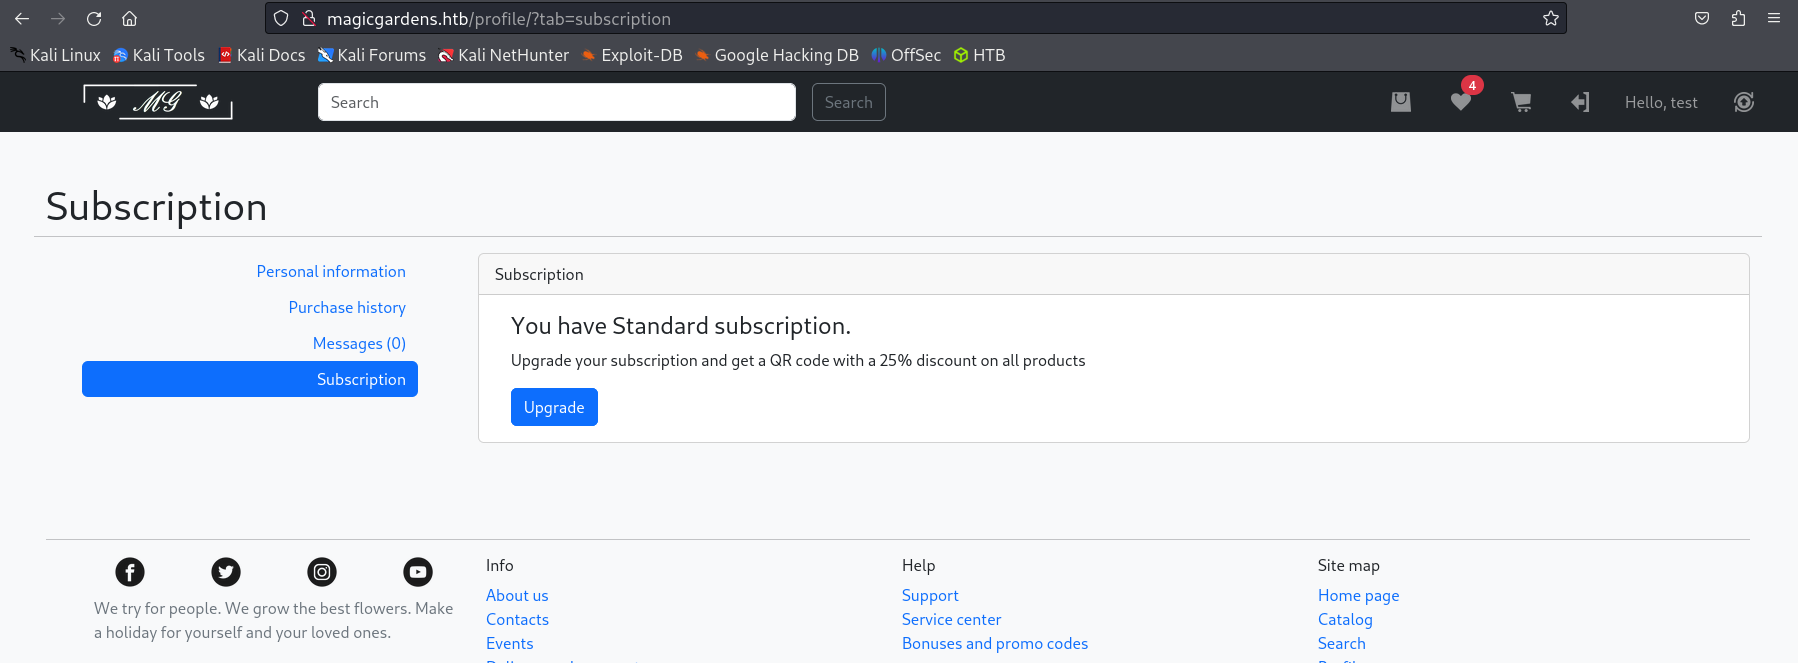 magicgardens.htb/profile/?tab=subscription
Kali Linux Kali Tools Kali Docs Kali Forums Kali NetHunter Exploit-DB Google Hacking DB OffSec HTB
MG Search Search 4 Hello, test
Subscription
Personal information
Purchase history
Messages (0)
Subscription
Subscription
You have Standard subscription.
Upgrade your subscription and get a QR code with a 25% discount on all products
Upgrade
We try for people. We grow the best flowers. Make
a holiday for yourself and your loved ones.
Info
About us
Contacts
Events
Help
Support
Service center
Bonuses and promo codes
Site map
Home page
Catalog
Search